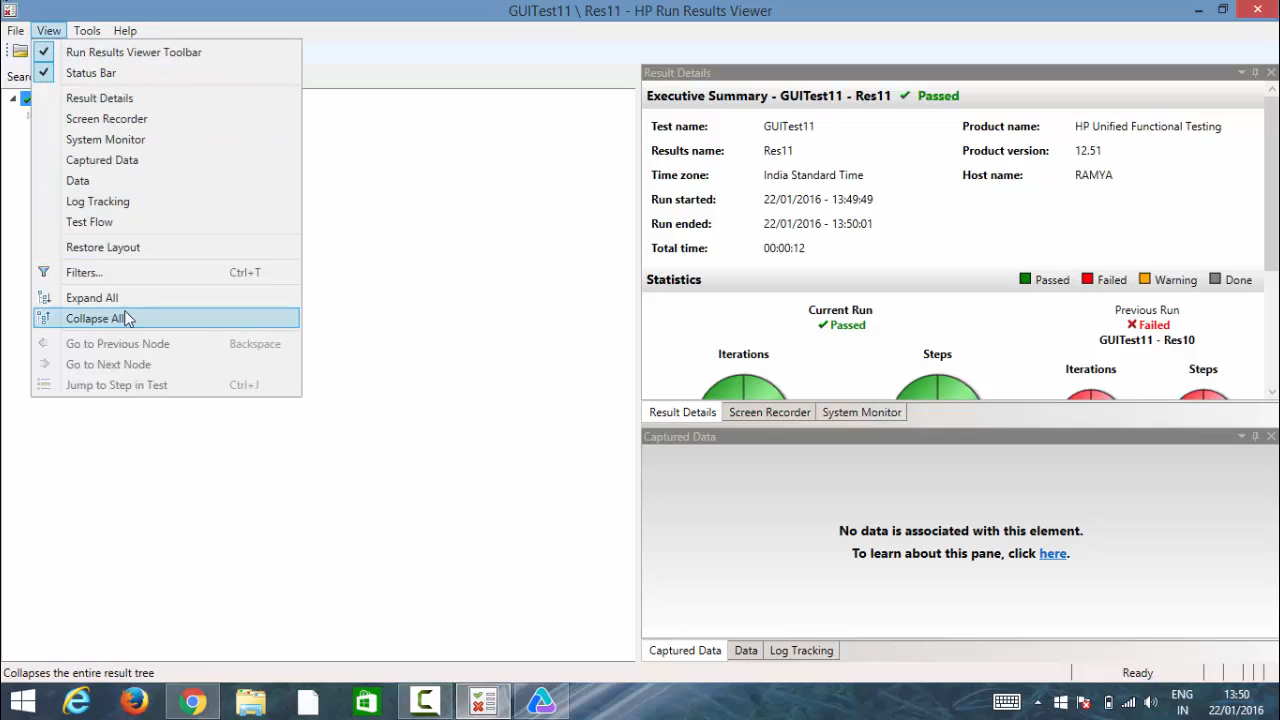 GUITest11 \ Res11 - HP Run Results Viewer
File View Tools Help
Run Results Viewer Toolbar
Status Bar
Result Details
Screen Recorder
System Monitor
Captured Data
Data
Log Tracking
Test Flow
Restore Layout
Filters... Ctrl+T
Expand All
Collapse All
Go to Previous Node Backspace
Go to Next Node
Jump to Step in Test Ctrl+J
Result Details
Executive Summary - GUITest11 - Res11 Passed
Test name: GUITest11 Product name: HP Unified Functional Testing
Results name: Res11 Product version: 12.51
Time zone: India Standard Time Host name: RAMYA
Run started: 22/01/2016 - 13:49:49
Run ended: 22/01/2016 - 13:50:01
Total time: 00:00:12
Statistics Passed Failed Warning Done
Current Run Previous Run
Passed Failed
GUITest11 - Res10
Iterations Steps Iterations Steps
Result Details Screen Recorder System Monitor
Captured Data
No data is associated with this element.
To learn about this pane, click here.
Captured Data Data Log Tracking
Collapses the entire result tree Ready
ENG 13:50
IN 22/01/2016